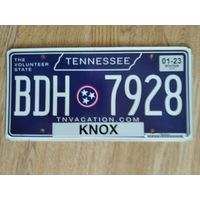 TENNESSEE
THE
VOLUNTEER
STATE
01-23
BDH 7928
TNVACATION.COM
KNOX